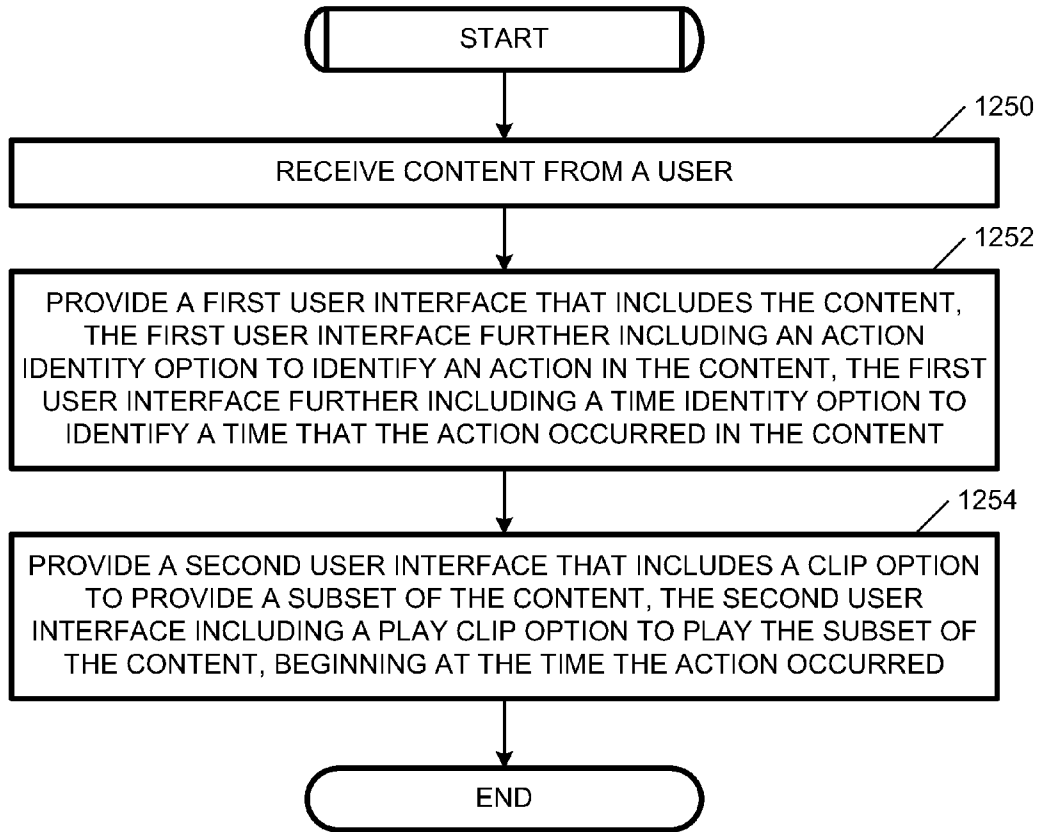 START
1250
RECEIVE CONTENT FROM A USER
1252
PROVIDE A FIRST USER INTERFACE THAT INCLUDES THE CONTENT,
THE FIRST USER INTERFACE FURTHER INCLUDING AN ACTION
IDENTITY OPTION TO IDENTIFY AN ACTION IN THE CONTENT, THE FIRST
USER INTERFACE FURTHER INCLUDING A TIME IDENTITY OPTION TO
IDENTIFY A TIME THAT THE ACTION OCCURRED IN THE CONTENT
1254
PROVIDE A SECOND USER INTERFACE THAT INCLUDES A CLIP OPTION
TO PROVIDE A SUBSET OF THE CONTENT, THE SECOND USER
INTERFACE INCLUDING A PLAY CLIP OPTION TO PLAY THE SUBSET OF
THE CONTENT, BEGINNING AT THE TIME THE ACTION OCCURRED
END